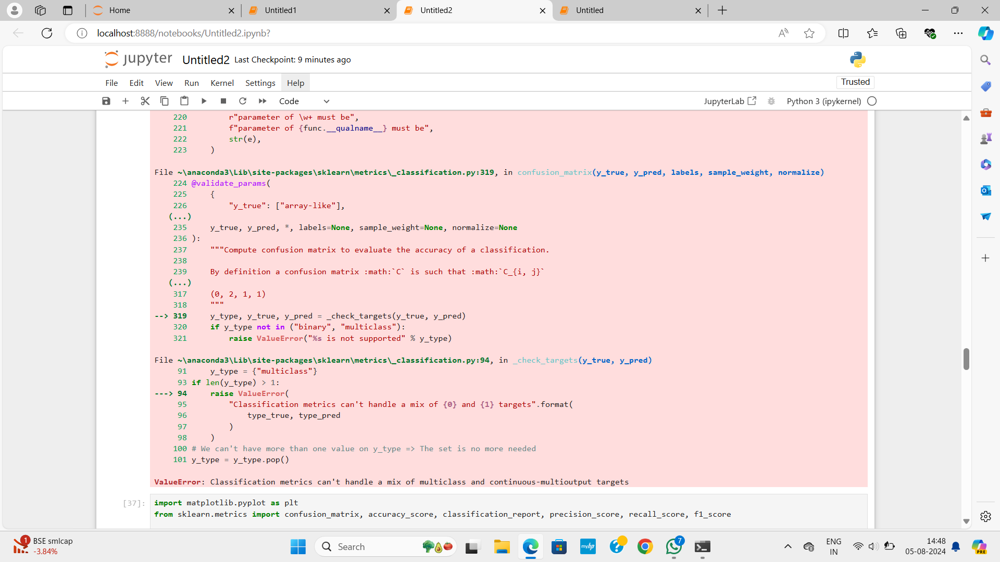 Home
Untitled1
Untitled2
Untitled
localhost:8888/notebooks/Untitled2.ipynb?
jupyter Untitled2 Last Checkpoint: 9 minutes ago
File Edit View Run Kernel Settings Help
Trusted
Code
JupyterLab
Python 3 (ipykernel)
220         r"parameter of \w+ must be",
221         f"parameter of {func.__qualname__} must be",
222         str(e),
223     )
File ~\anaconda3\Lib\site-packages\sklearn\metrics\_classification.py:319, in confusion_matrix(y_true, y_pred, labels, sample_weight, normalize)
224 @validate_params(
225     {
226         "y_true": ["array-like"],
(...)
235     y_true, y_pred, *, labels=None, sample_weight=None, normalize=None
236 ):
237     """Compute confusion matrix to evaluate the accuracy of a classification.
238
239     By definition a confusion matrix :math:`C` is such that :math:`C_{i, j}`
(...)
317     (0, 2, 1, 1)
318     """
--> 319     y_type, y_true, y_pred = _check_targets(y_true, y_pred)
320     if y_type not in ("binary", "multiclass"):
321         raise ValueError("%s is not supported" % y_type)
File ~\anaconda3\Lib\site-packages\sklearn\metrics\_classification.py:94, in _check_targets(y_true, y_pred)
91     y_type = {"multiclass"}
93 if len(y_type) > 1:
---> 94     raise ValueError(
95         "Classification metrics can't handle a mix of {0} and {1} targets".format(
96             type_true, type_pred
97         )
98     )
100 # We can't have more than one value on y_type => The set is no more needed
101 y_type = y_type.pop()
ValueError: Classification metrics can't handle a mix of multiclass and continuous-multioutput targets
[37]: import matplotlib.pyplot as plt
from sklearn.metrics import confusion_matrix, accuracy_score, classification_report, precision_score, recall_score, f1_score
1
BSE smlcap
-3.84%
Search
myhp
7
ENG
IN
14:48
05-08-2024
PRE